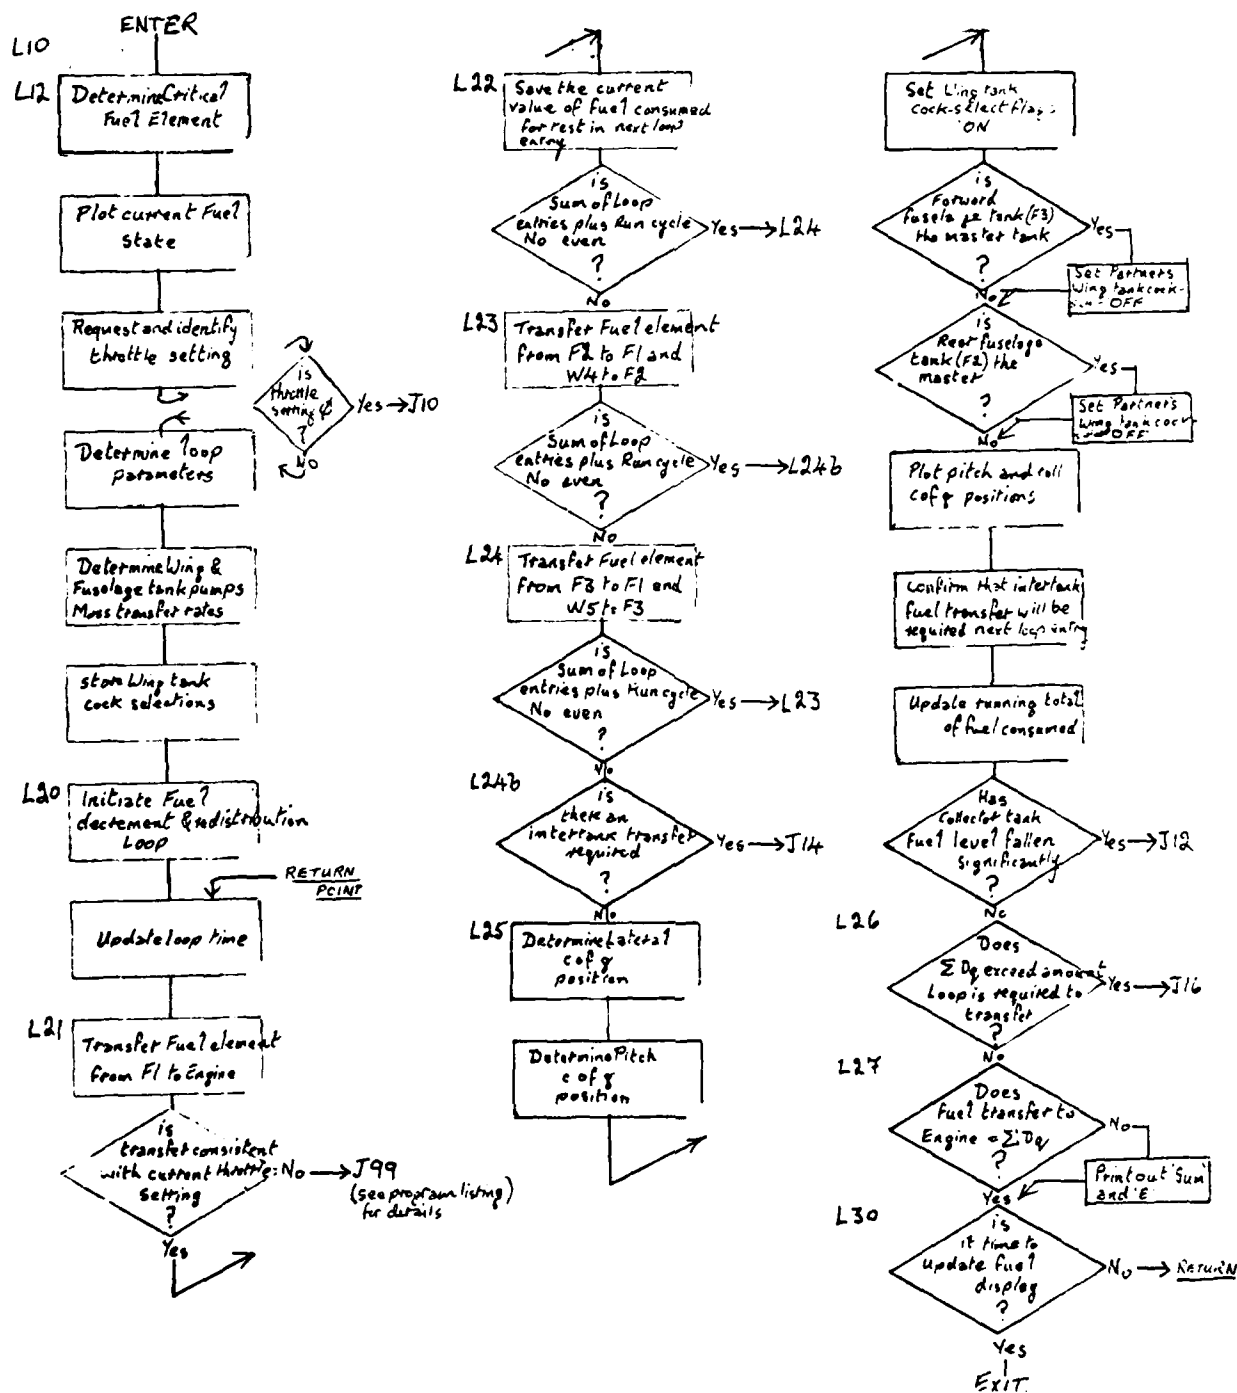 ENTER
L10
L12
Determine Critical
Fuel Element
Plot current Fuel
State
Request and identify
throttle setting
is
throttle
setting ¢
?
Yes → J10
No
Determine loop
parameters
Determine Wing &
Fuselage tank pumps
Mass transfer rates
store Wing tank
cock selections
L20
Initiate Fuel
decrement & redistribution
Loop
RETURN
POINT
Update loop time
L21
Transfer Fuel element
from F1 to Engine
is
transfer consistent
with current throttle
setting
?
No → J99
(see program listing)
for details
Yes
L22
Save the current
value of fuel consumed
for rest in next loop
entry
is
Sum of Loop
entries plus Run cycle
No even
?
Yes → L24
No
L23
Transfer Fuel element
from F2 to F1 and
W4 to F2
is
Sum of Loop
entries plus Run cycle
No even
?
Yes → L24b
No
L24
Transfer Fuel element
from F3 to F1 and
W5 to F3
is
Sum of Loop
entries plus Run cycle
No even
?
Yes → L23
No
L24b
is
there an
intertank transfer
required
?
Yes → J14
No
L25
Determine Lateral
c of g
position
Determine Pitch
c of g
position
Set Wing tank
cock-select flags
ON
is
Forward
fuselage tank (F3)
the master tank
?
Yes
Set Partners
Wing tank cock-
OFF
No
is
Rear fuselage
tank (F2) the
master
?
Yes
Set Partner's
Wing tank cock-
OFF
No
Plot pitch and roll
c of g positions
Confirm that intertank
fuel transfer will be
required next loop entry
Update running total
of fuel consumed
Has
Collector tank
fuel level fallen
significantly
?
Yes → J12
No
L26
Does
Σ Dq exceed amount
Loop is required to
transfer
?
Yes → J16
No
L27
Does
fuel transfer to
Engine = Σ Dq
?
No
Print out 'Sum'
and 'E'
Yes
L30
is
it time to
update fuel
display
?
No → RETURN
Yes
EXIT